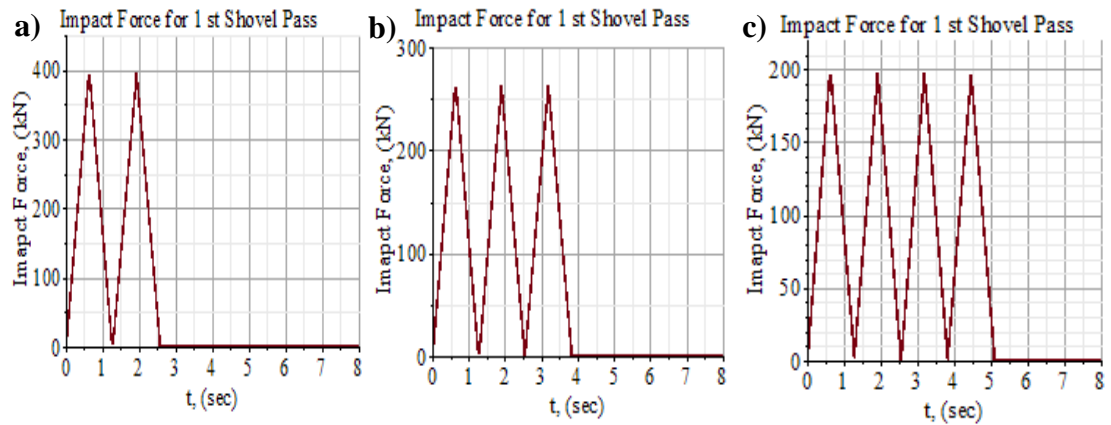 a)
Impact Force for 1 st Shovel Pass
Imapct Force, (kN)
400
300
200
100
0
0 1 2 3 4 5 6 7 8
t, (sec)
b)
Impact Force for 1 st Shovel Pass
Imapct Force, (kN)
300
200
100
0
0 1 2 3 4 5 6 7 8
t, (sec)
c)
Impact Force for 1 st Shovel Pass
Imapct Force, (kN)
200
150
100
50
0
0 1 2 3 4 5 6 7 8
t, (sec)